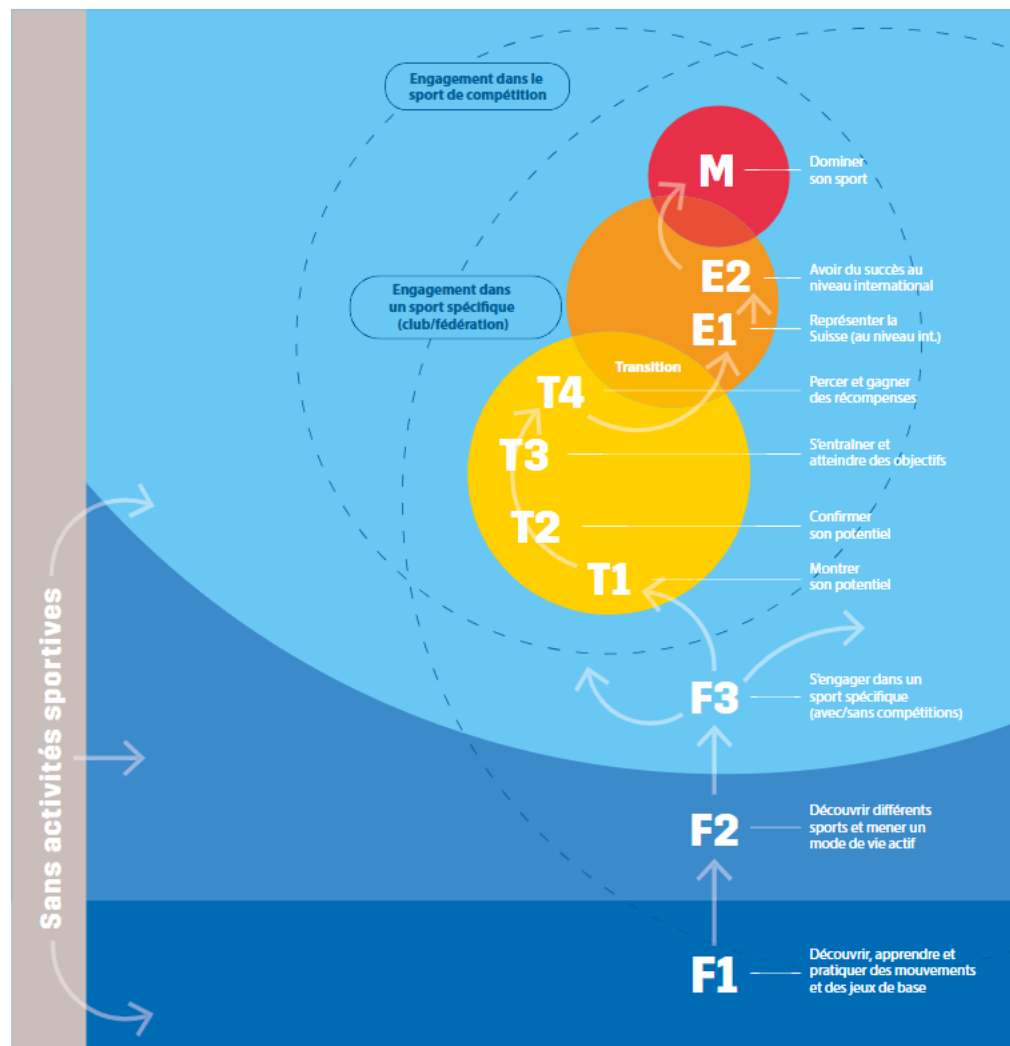 Engagement dans le
sport de compétition
M
Dominer
son sport
E2
Avoir du succès au
niveau international
Engagement dans
un sport spécifique
(club/fédération)
E1
Représenter la
Suisse (au niveau int.)
Transition
T4
Percer et gagner
des récompenses
T3
S'entraîner et
atteindre des objectifs
T2
Confirmer
son potentiel
T1
Montrer
son potentiel
F3
S'engager dans un
sport spécifique
(avec/sans compétitions)
F2
Découvrir différents
sports et mener un
mode de vie actif
F1
Découvrir, apprendre et
pratiquer des mouvements
et des jeux de base
Sans activités sportives